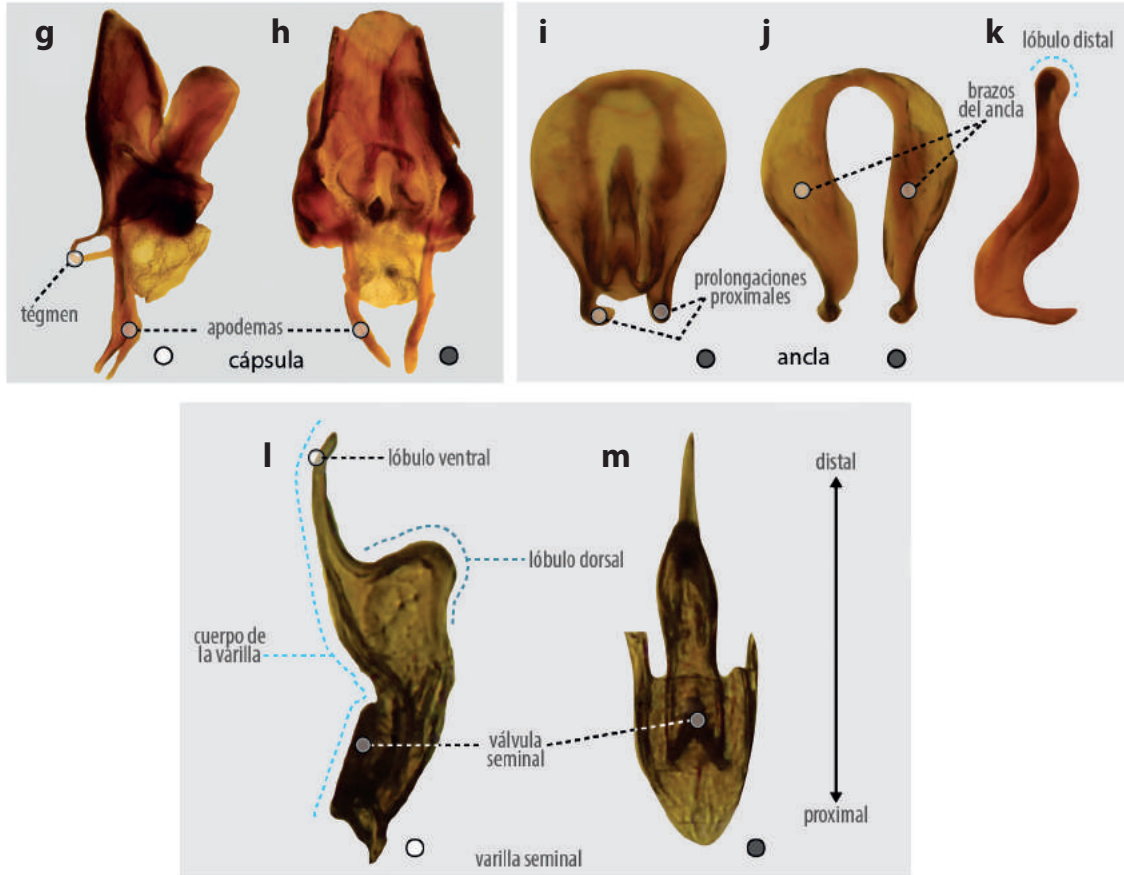 g
h
tégmen
apodemas
cápsula
i
j
k
lóbulo distal
brazos
del ancla
prolongaciones
proximales
ancla
l
m
lóbulo ventral
distal
lóbulo dorsal
cuerpo de
la varilla
válvula
seminal
proximal
varilla seminal